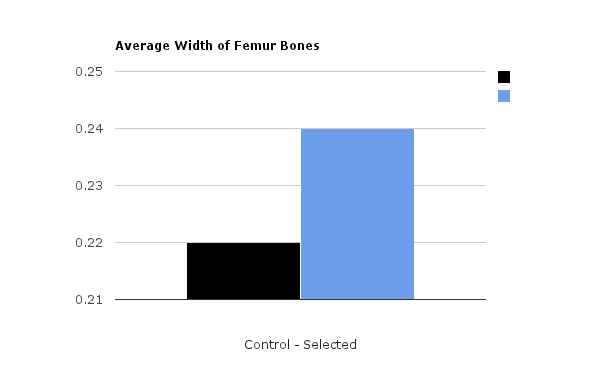 Average Width of Femur Bones
0.25
0.24
0.23
0.22
0.21
Control - Selected